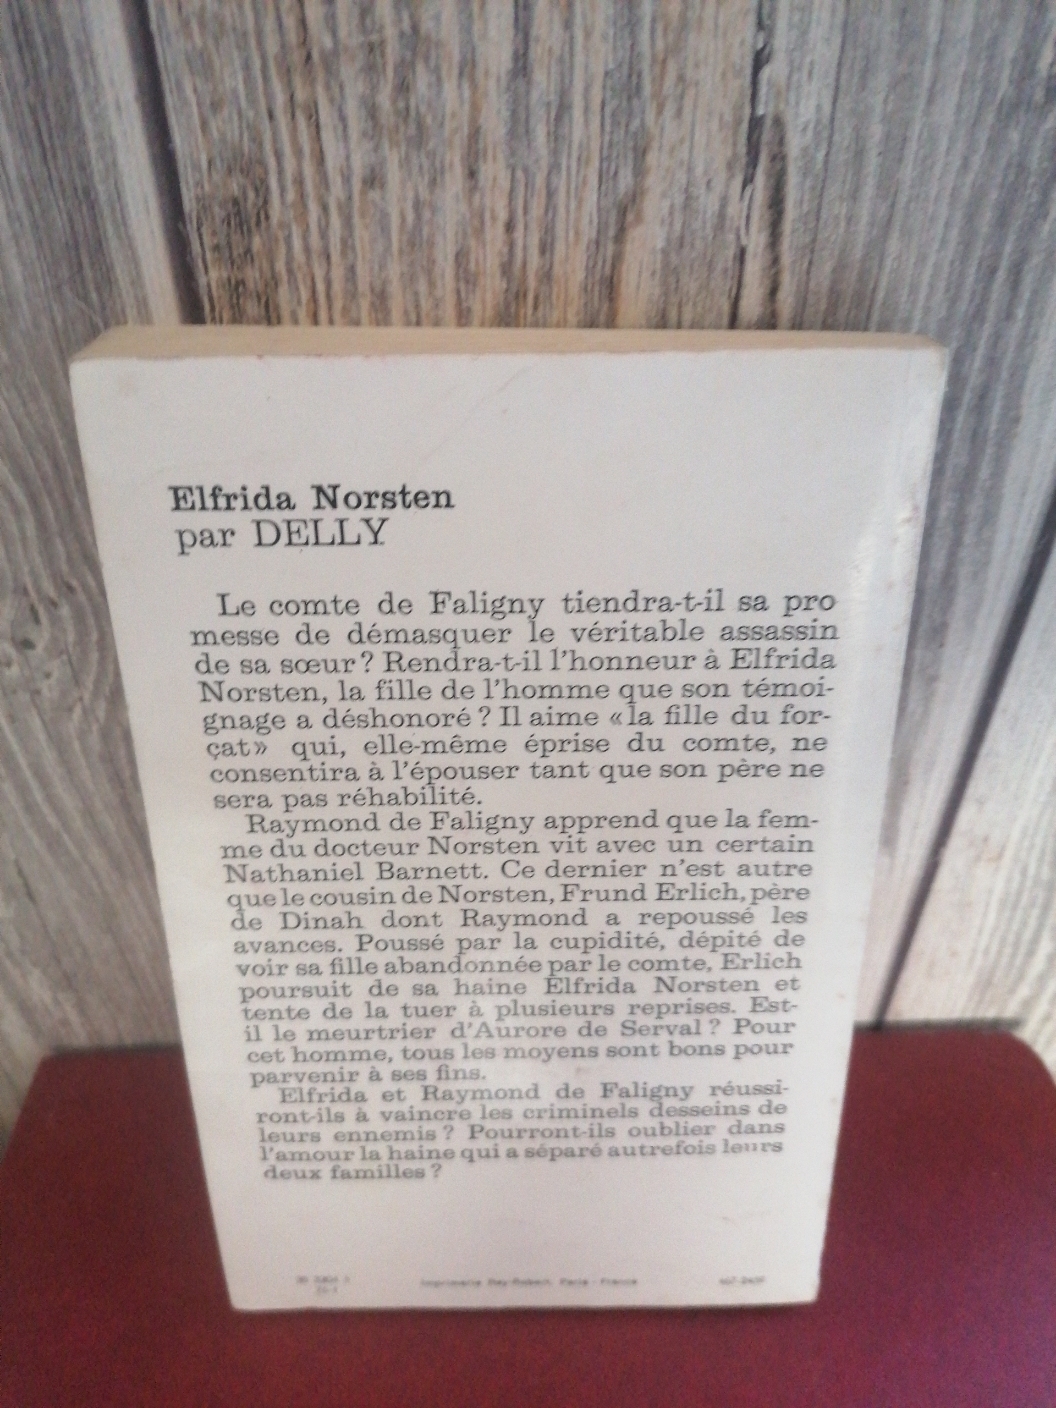 Elfrida Norsten
par DELLY
Le comte de Faligny tiendra-t-il sa pro
messe de démasquer le véritable assassin
de sa sœur? Rendra-t-il l'honneur à Elfrida
Norsten, la fille de l'homme que son témoi-
gnage a déshonoré? Il aime «la fille du for-
çat» qui, elle-même éprise du comte, ne
consentira à l'épouser tant que son père ne
sera pas réhabilité.
Raymond de Faligny apprend que la fem-
me du docteur Norsten vit avec un certain
Nathaniel Barnett. Ce dernier n'est autre
que le cousin de Norsten, Frund Erlich, père
de Dinah dont Raymond a repoussé les
avances. Poussé par la cupidité, dépité de
voir sa fille abandonnée par le comte, Erlich
poursuit de sa haine Elfrida Norsten et
tente de la tuer à plusieurs reprises. Est-
il le meurtrier d'Aurore de Serval? Pour
cet homme, tous les moyens sont bons pour
parvenir à ses fins.
Elfrida et Raymond de Faligny réussi-
ront-ils à vaincre les criminels desseins de
leurs ennemis? Pourront-ils oublier dans
l'amour la haine qui a séparé autrefois leurs
deux familles?
Imprimerie Paris - France